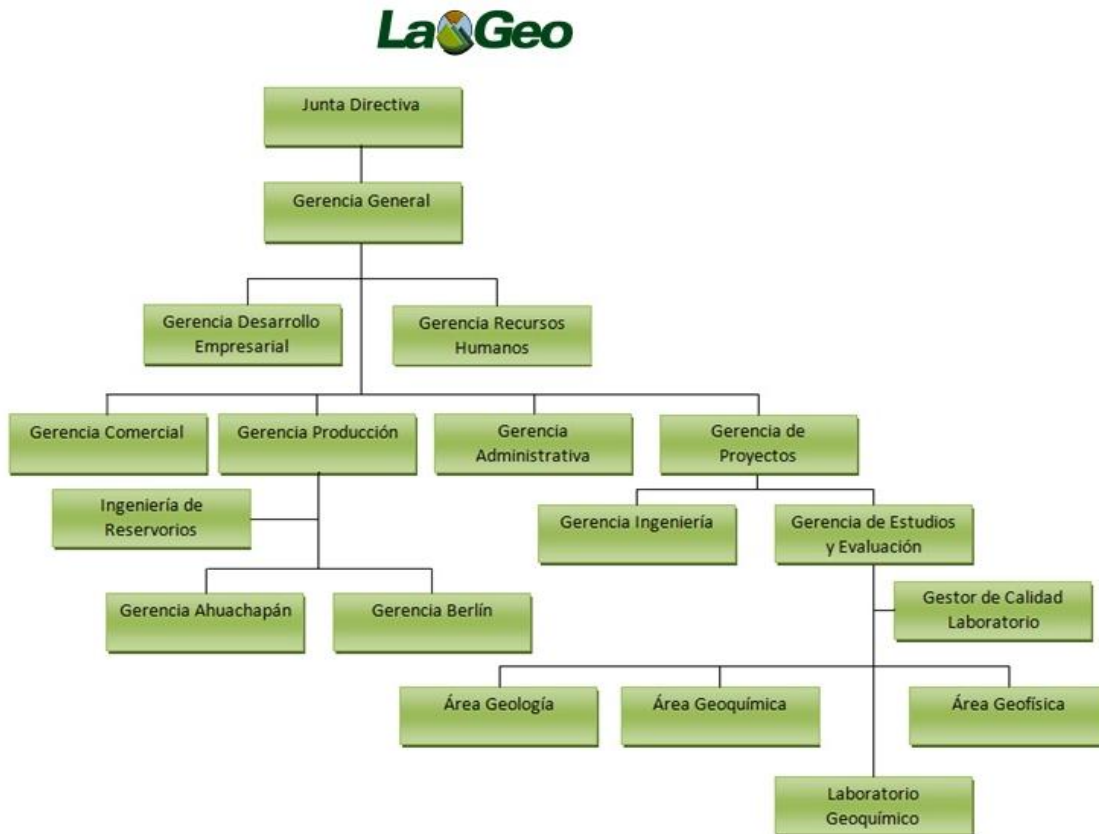 LaGeo
Junta Directiva
Gerencia General
Gerencia Desarrollo
Empresarial
Gerencia Recursos
Humanos
Gerencia Comercial
Gerencia Producción
Gerencia
Administrativa
Gerencia de
Proyectos
Ingeniería de
Reservorios
Gerencia Ingeniería
Gerencia de Estudios
y Evaluación
Gerencia Ahuachapán
Gerencia Berlín
Gestor de Calidad
Laboratorio
Área Geología
Área Geoquímica
Área Geofísica
Laboratorio
Geoquímico